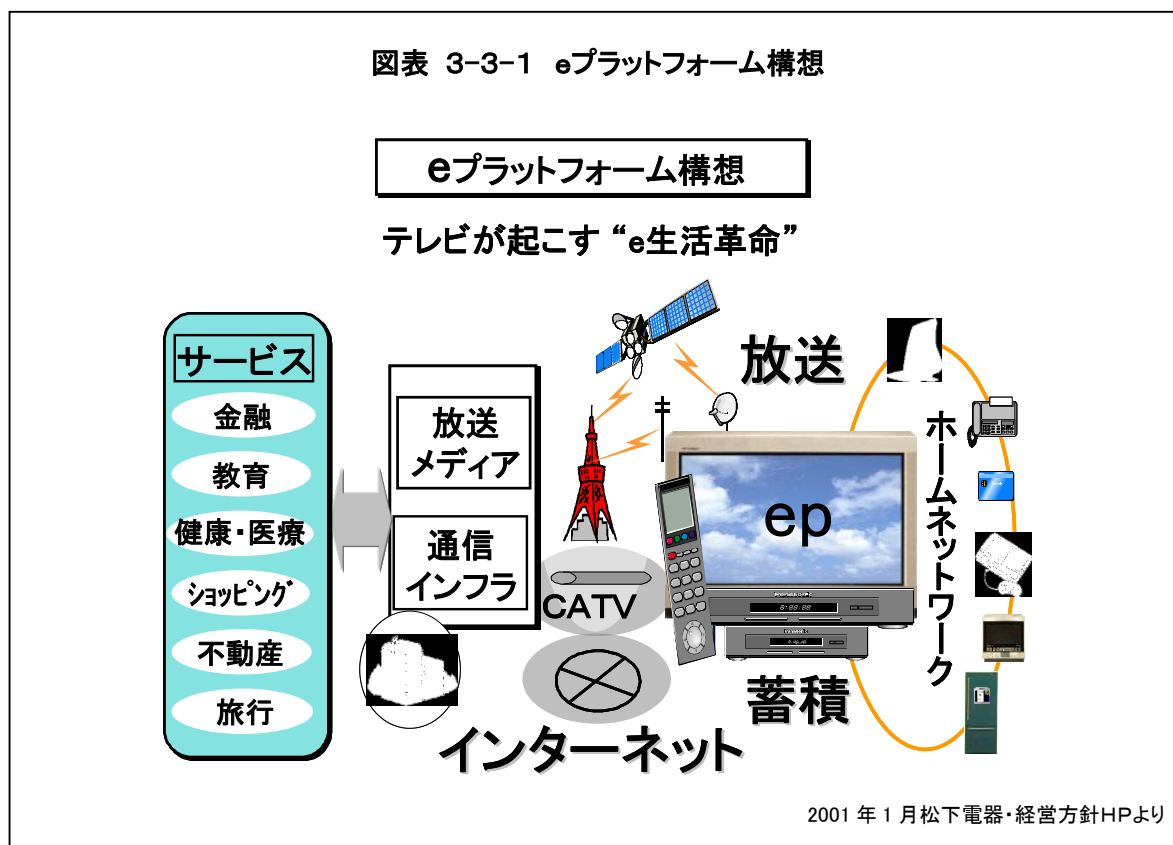 図表 3-3-1 eプラットフォーム構想
eプラットフォーム構想
テレビが起こす “e生活革命”
サービス
金融
教育
健康・医療
ｼｮｯﾋﾟﾝｸﾞ
不動産
旅行
放送
メディア
通信
インフラ
CATV
インターネット
放送
ep
蓄積
ホームネットワーク
Panasonic
2001 年 1 月松下電器・経営方針HPより